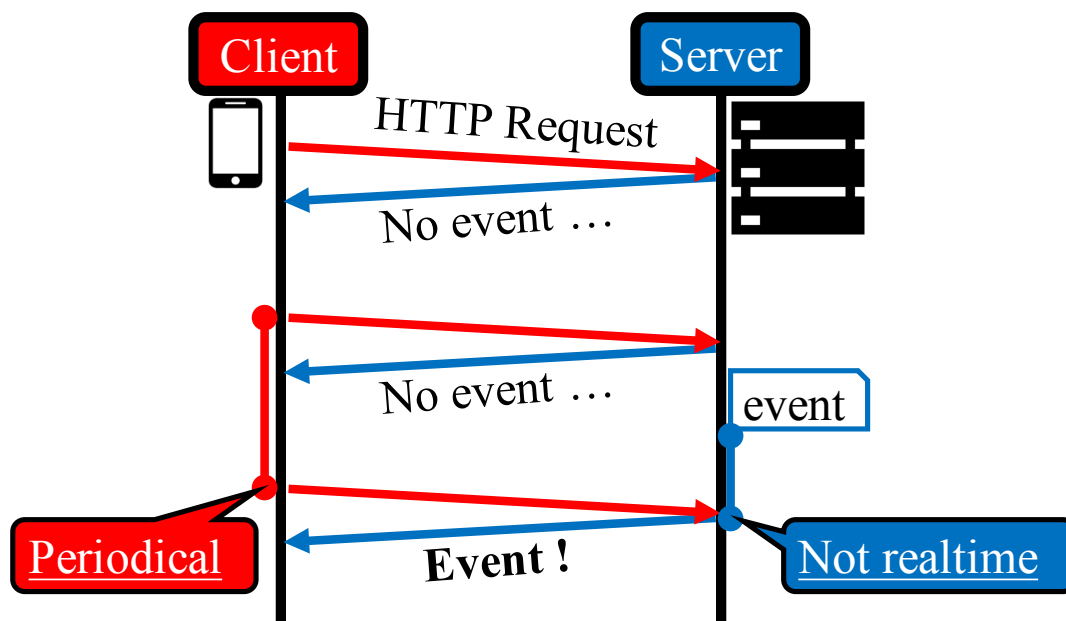 Client
Server
HTTP Request
No event …
No event …
event
Periodical
Event !
Not realtime